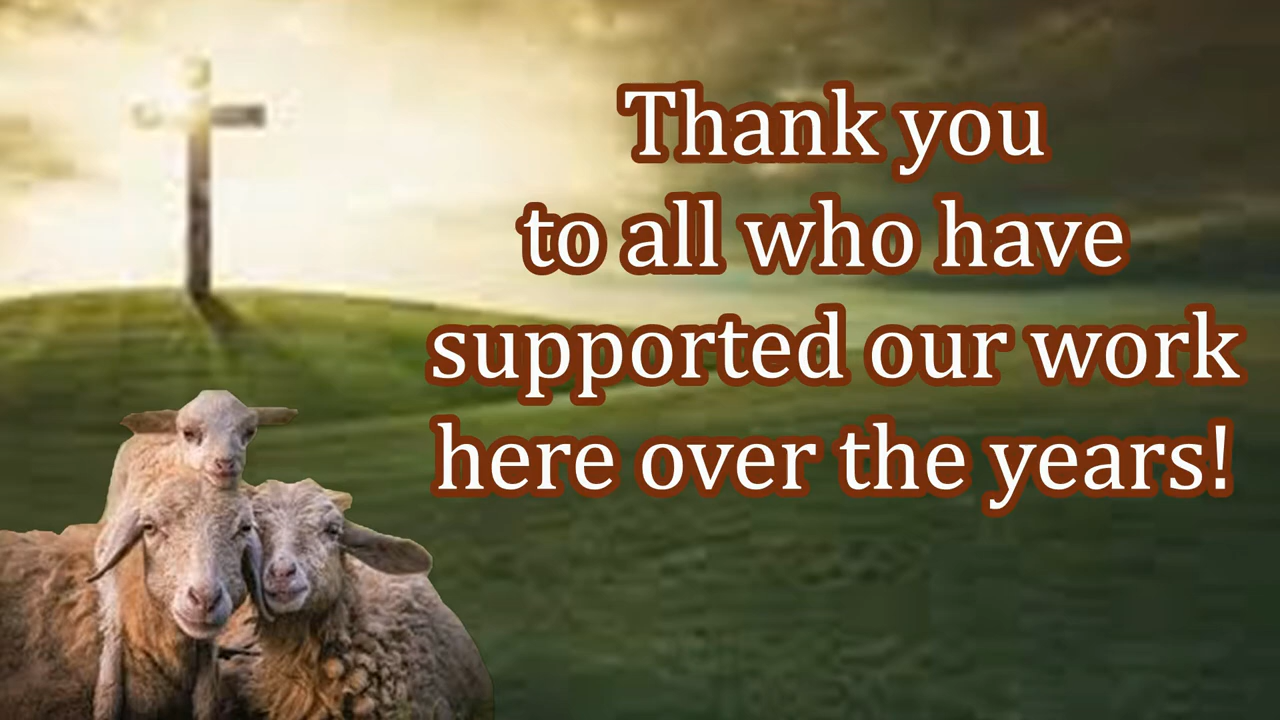 Thank you
to all who have
supported our work
here over the years!